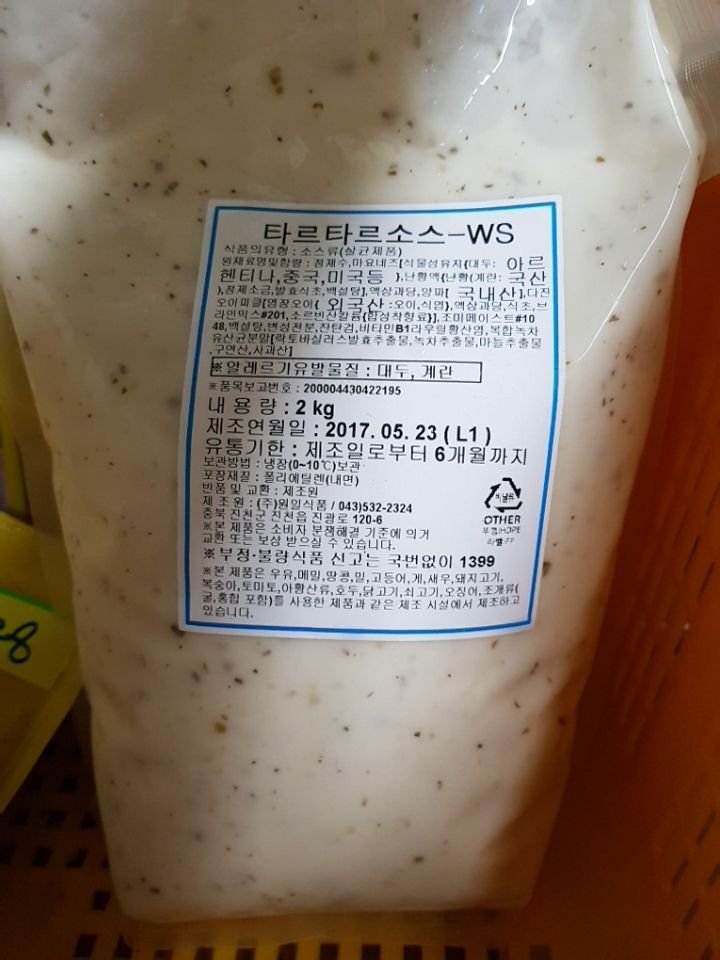 타르타르소스-WS
식품의유형 : 소스류(살균제품)
원재료명및함량 : 정제수,마요네즈[식물성유지{대두: 아르
헨티나,중국,미국등 },난황액{난황(계란: 국산
),정제소금,발효식초,백설탕],액상과당,양파[ 국내산],다진
오이피클[염장오이{ 외국산 :오이,식염},액상과당,식초,브
라인믹스#201,소르빈산칼륨{합성착향료}],조미페이스트#10
48,백설탕,변성전분,잔탄검,비타민B1라우릴황산염,복합녹차
유산균분말[락토바실러스발효추출물,녹차추출물,마늘추출물
,구연산,사과산]
※알레르기유발물질 : 대두, 계란
※품목보고번호 : 200004430422195
내 용 량 : 2 kg
제조연월일 : 2017. 05. 23 ( L1 )
유통기한 : 제조일로부터 6개월까지
보관방법 : 냉장(0~10℃)보관
포장재질 : 폴리에틸렌(내면)
반품 및 교환 : 제조원
제 조 원 : (주)원일식품 / 043)532-2324
충북 진천군 진천읍 진광로 120-6
※본 제품은 소비자 분쟁해결 기준에 의거
교환 또는 보상 받으실 수 있습니다.
비닐류
OTHER
뚜껑:HDPE
라벨:PP
※부정·불량식품 신고는 국번없이 1399
※본 제품은 우유,메밀,땅콩,밀,고등어,게,새우,돼지고기,
복숭아,토마토,아황산류,호두,닭고기,쇠고기,오징어,조개류(
굴,홍합 포함)를 사용한 제품과 같은 제조 시설에서 제조하고
있습니다.